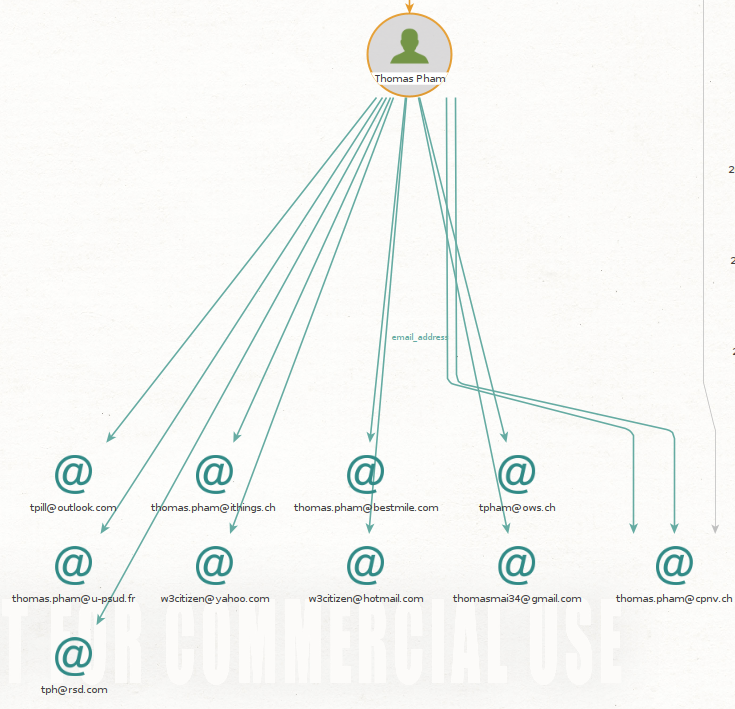 Thomas Pham
2
2
2
email_address
tpill@outlook.com
thomas.pham@ithings.ch
thomas.pham@bestmile.com
tpham@ows.ch
thomas.pham@u-psud.fr
w3citizen@yahoo.com
w3citizen@hotmail.com
thomasmai34@gmail.com
thomas.pham@cpnv.ch
T FOR COMMERCIAL USE
tph@rsd.com